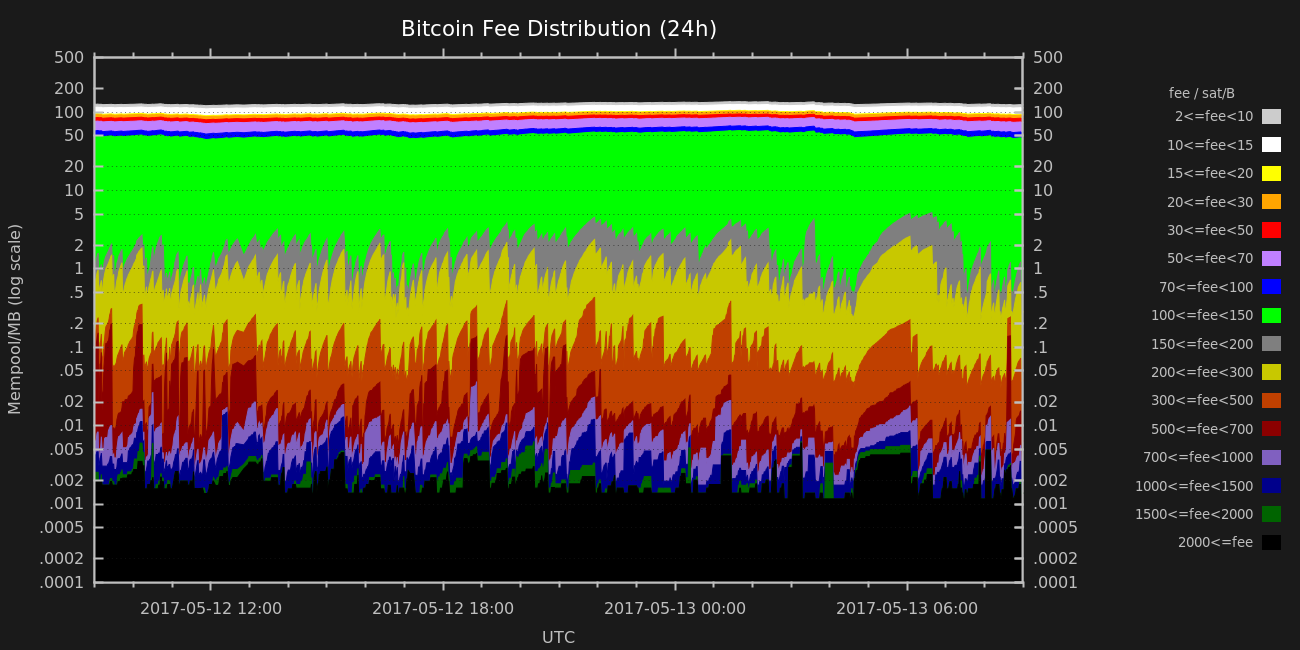 Bitcoin Fee Distribution (24h)
500
200
100
50
20
10
5
2
1
.5
.2
.1
.05
.02
.01
.005
.002
.001
.0005
.0002
.0001
Mempool/MB (log scale)
500
200
100
50
20
10
5
2
1
.5
.2
.1
.05
.02
.01
.005
.002
.001
.0005
.0002
.0001
2017-05-12 12:00
2017-05-12 18:00
2017-05-13 00:00
2017-05-13 06:00
UTC
fee / sat/B
2<=fee<10
10<=fee<15
15<=fee<20
20<=fee<30
30<=fee<50
50<=fee<70
70<=fee<100
100<=fee<150
150<=fee<200
200<=fee<300
300<=fee<500
500<=fee<700
700<=fee<1000
1000<=fee<1500
1500<=fee<2000
2000<=fee